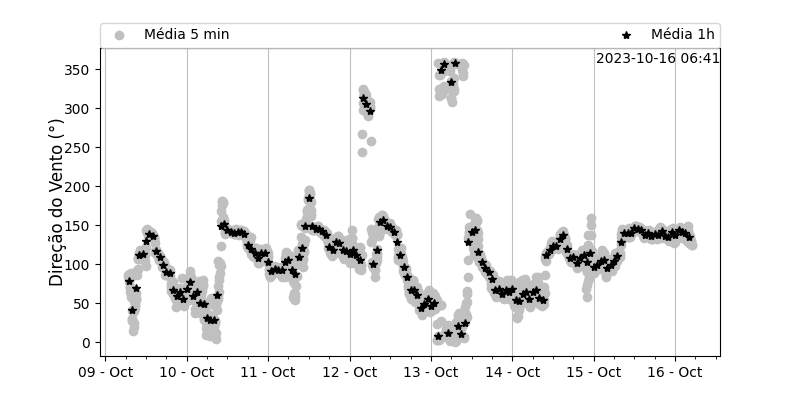 Média 5 min
Média 1h
2023-10-16 06:41
Direção do Vento (°)
350
300
250
200
150
100
50
0
09 - Oct
10 - Oct
11 - Oct
12 - Oct
13 - Oct
14 - Oct
15 - Oct
16 - Oct